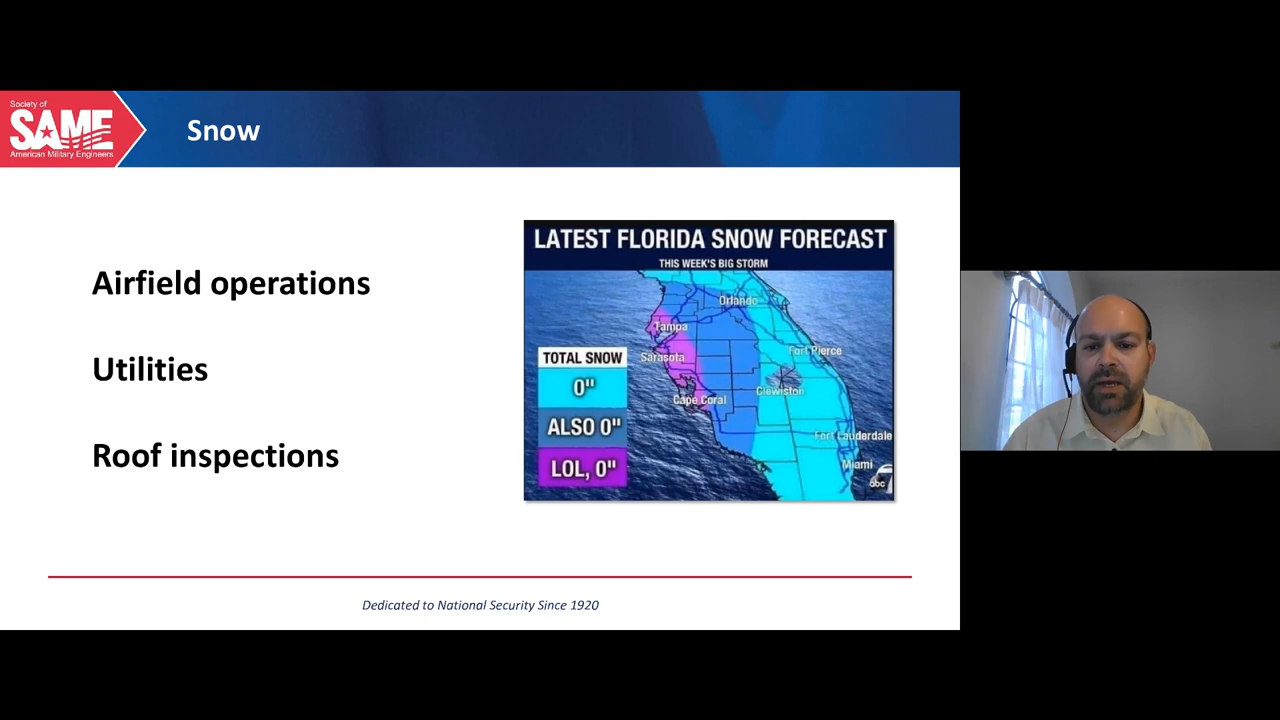 Society of
SAME
American Military Engineers
Snow
Airfield operations
Utilities
Roof inspections
LATEST FLORIDA SNOW FORECAST
THIS WEEK'S BIG STORM
Orlando
Tampa
Fort Pierce
TOTAL SNOW
Sarasota
0"
Clewiston
Cape Coral
ALSO 0"
Fort Lauderdale
LOL, 0"
Miami
abc 7
Dedicated to National Security Since 1920